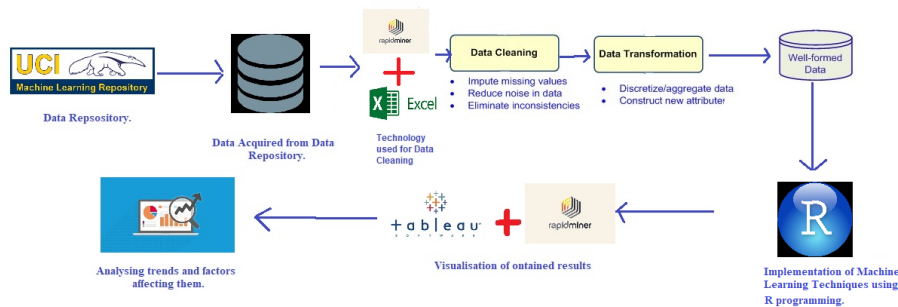 UCI
Machine Learning Repository
Data Repsository.
Data Acquired from Data
Repository.
rapidminer
Excel
Technology
used for Data
Cleaning
Data Cleaning
• Impute missing values
• Reduce noise in data
• Eliminate inconsistencies
Data Transformation
• Discretize/aggregate data
• Construct new attributes
Well-formed
Data
R
Implementation of Machine
Learning Techniques using
R programming.
rapidminer
+ableau
SOFTWARE
Visualisation of ontained results
Analysing trends and factors
affecting them.